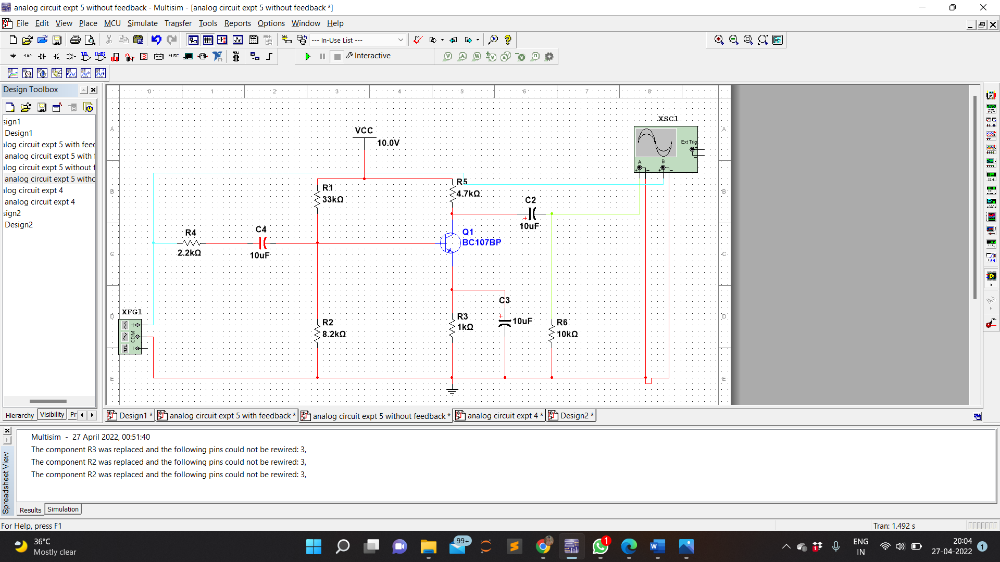 analog circuit expt 5 without feedback - Multisim - [analog circuit expt 5 without feedback *]
File Edit View Place MCU Simulate Transfer Tools Reports Options Window Help
--- In-Use List ---
MISC
Interactive
Design Toolbox
sign1
Design1
alog circuit expt 5 with feed
analog circuit expt 5 with
alog circuit expt 5 without f
analog circuit expt 5 withc
alog circuit expt 4
analog circuit expt 4
sign2
Design2
Hierarchy Visibility Pr
0 1 2 3 4 5 6 7 8
A
B
C
D
E
A
B
C
D
E
VCC
10.0V
XSC1
Ext Trig
A B
R1
33kΩ
R5
4.7kΩ
C2
10uF
R4
2.2kΩ
C4
10uF
Q1
BC107BP
XFG1
COM
R2
8.2kΩ
R3
1kΩ
C3
10uF
R6
10kΩ
Design1 * analog circuit expt 5 with feedback * analog circuit expt 5 without feedback * analog circuit expt 4 * Design2 *
Spreadsheet View
Multisim - 27 April 2022, 00:51:40
The component R3 was replaced and the following pins could not be rewired: 3,
The component R2 was replaced and the following pins could not be rewired: 3,
The component R2 was replaced and the following pins could not be rewired: 3,
Results Simulation
For Help, press F1
Tran: 1.492 s
36°C
Mostly clear
99+
1
1
ENG
IN
20:04
27-04-2022
1